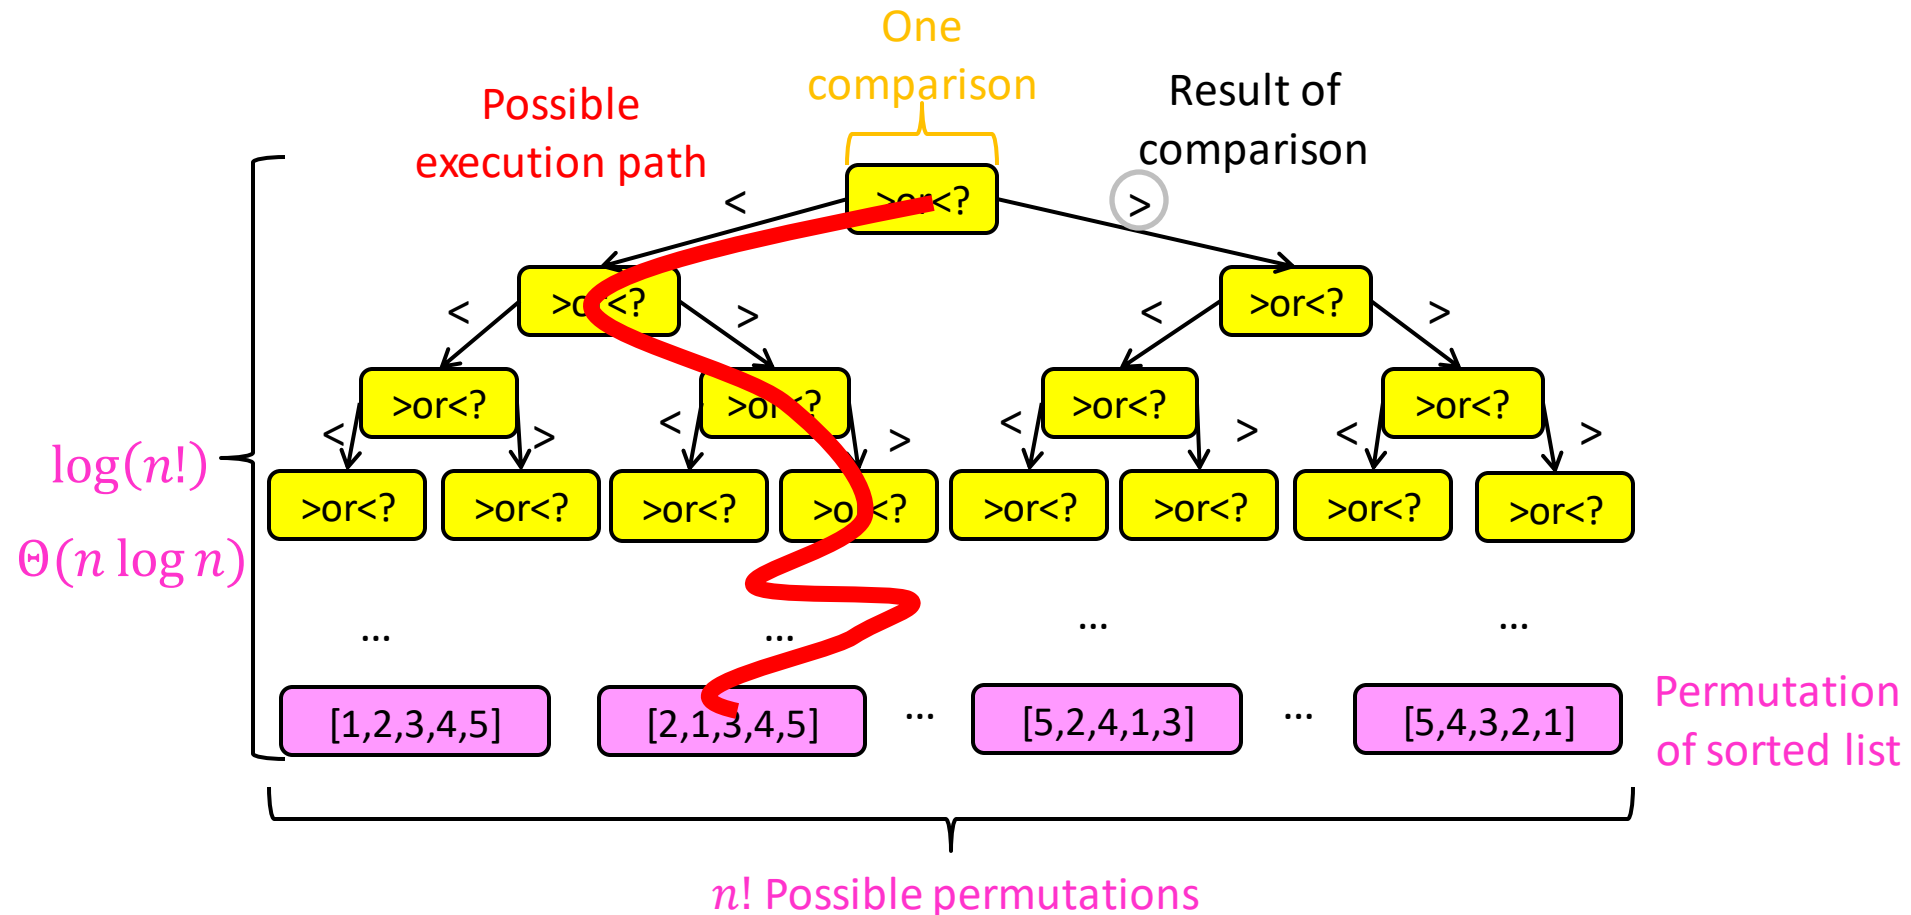 One
comparison
Result of
comparison
Possible
execution path
>or<?
<
>
>or<?
>or<?
<
>
<
>
>or<?
>or<?
>or<?
>or<?
<
>
<
>
<
>
<
>
log(n!)
>or<?
>or<?
>or<?
>or<?
>or<?
>or<?
>or<?
>or<?
Θ(n log n)
...
...
...
...
[1,2,3,4,5]
[2,1,3,4,5]
...
[5,2,4,1,3]
...
[5,4,3,2,1]
Permutation
of sorted list
n! Possible permutations